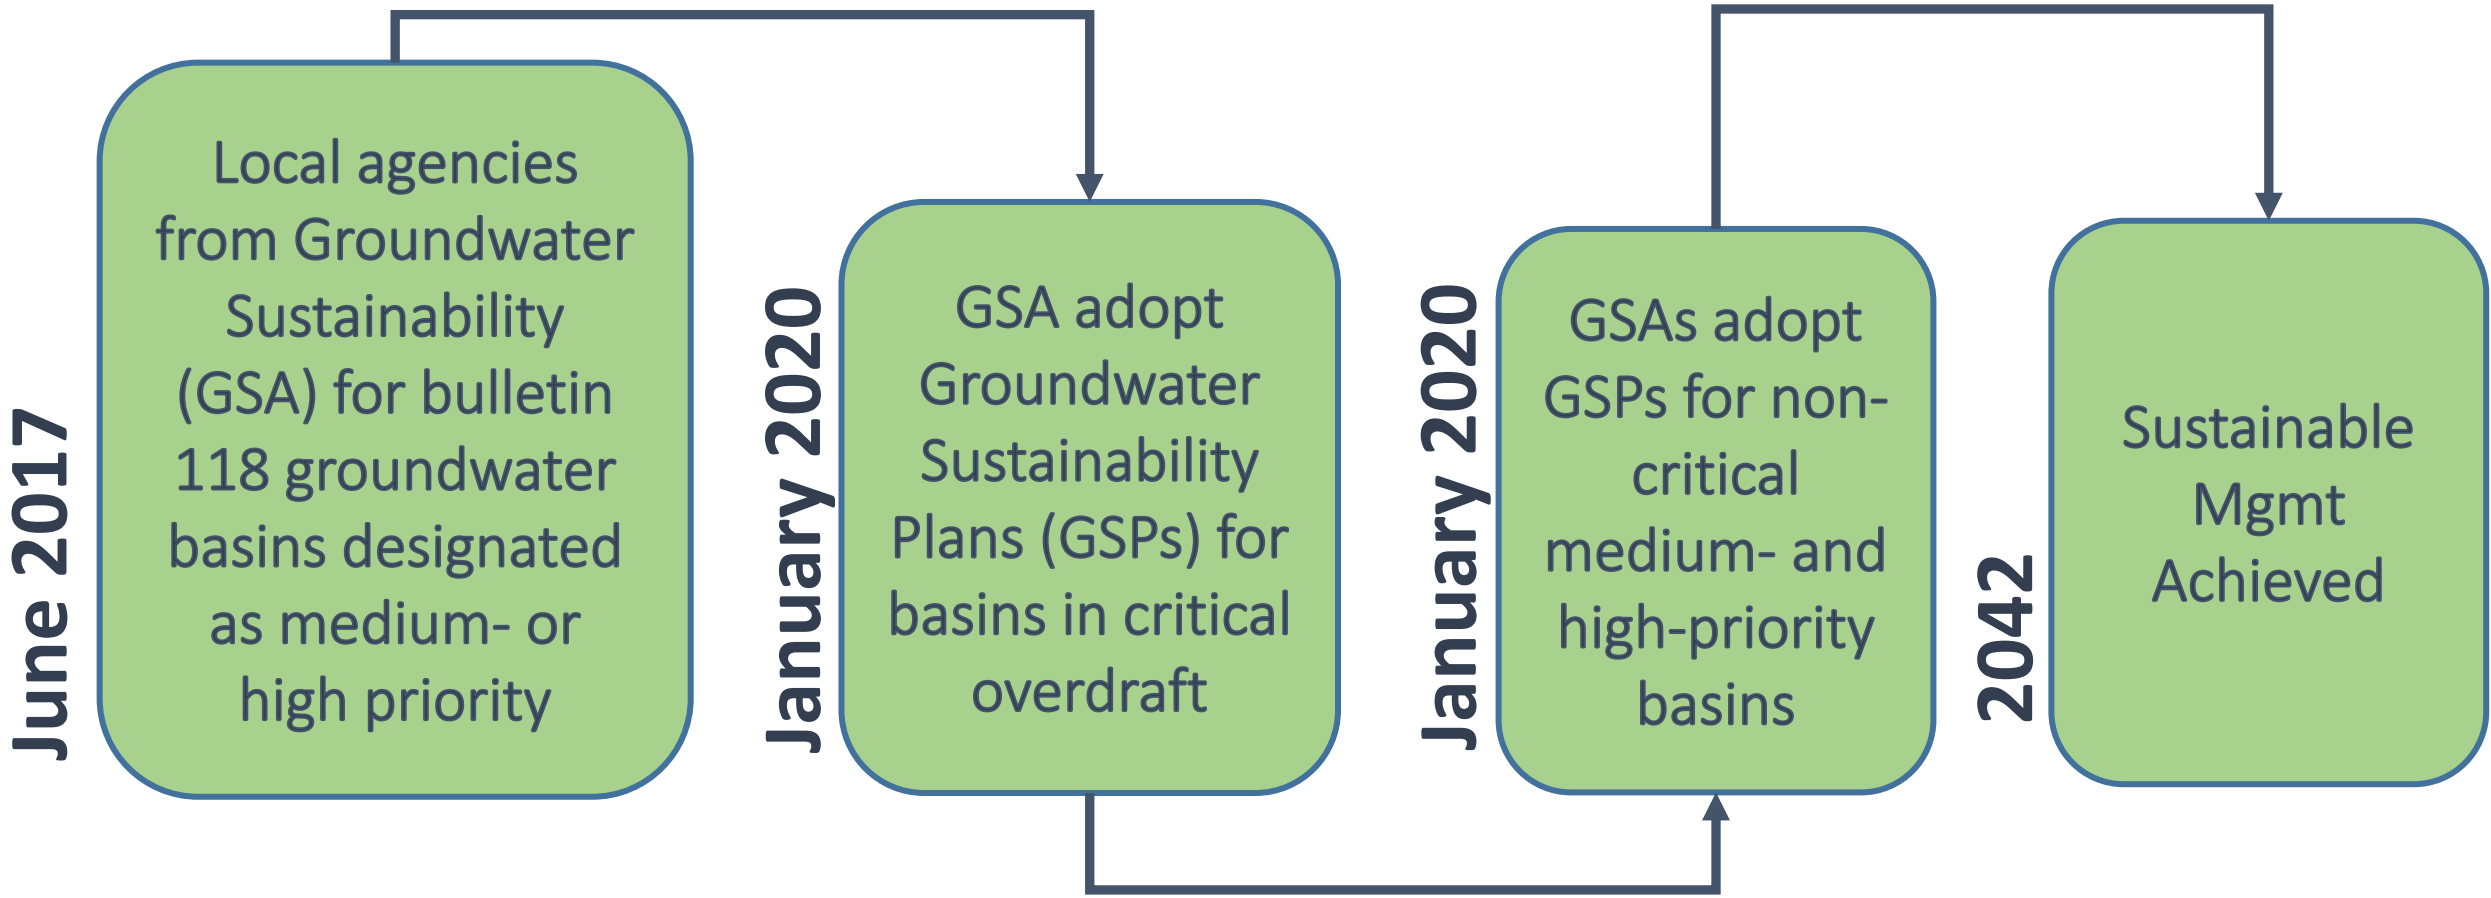 June 2017
Local agencies
from Groundwater
Sustainability
(GSA) for bulletin
118 groundwater
basins designated
as medium- or
high priority
January 2020
GSA adopt
Groundwater
Sustainability
Plans (GSPs) for
basins in critical
overdraft
January 2020
GSAs adopt
GSPs for non-
critical
medium- and
high-priority
basins
2042
Sustainable
Mgmt
Achieved